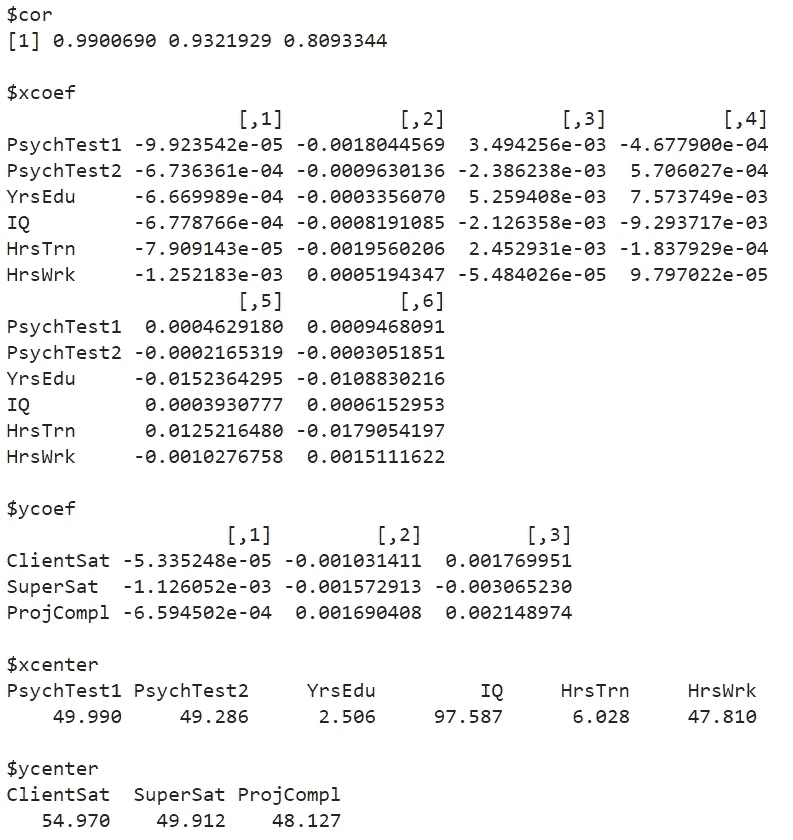 $cor
[1] 0.9900690 0.9321929 0.8093344
$xcoef
[,1] [,2] [,3] [,4]
PsychTest1 -9.923542e-05 -0.0018044569 3.494256e-03 -4.677900e-04
PsychTest2 -6.736361e-04 -0.0009630136 -2.386238e-03 5.706027e-04
YrsEdu -6.669989e-04 -0.0003356070 5.259408e-03 7.573749e-03
IQ -6.778766e-04 -0.0008191085 -2.126358e-03 -9.293717e-03
HrsTrn -7.909143e-05 -0.0019560206 2.452931e-03 -1.837929e-04
HrsWrk -1.252183e-03 0.0005194347 -5.484026e-05 9.797022e-05
[,5] [,6]
PsychTest1 0.0004629180 0.0009468091
PsychTest2 -0.0002165319 -0.0003051851
YrsEdu -0.0152364295 -0.0108830216
IQ 0.0003930777 0.0006152953
HrsTrn 0.0125216480 -0.0179054197
HrsWrk -0.0010276758 0.0015111622
$ycoef
[,1] [,2] [,3]
ClientSat -5.335248e-05 -0.001031411 0.001769951
SuperSat -1.126052e-03 -0.001572913 -0.003065230
ProjCompl -6.594502e-04 0.001690408 0.002148974
$xcenter
PsychTest1 PsychTest2 YrsEdu IQ HrsTrn HrsWrk
49.990 49.286 2.506 97.587 6.028 47.810
$ycenter
ClientSat SuperSat ProjCompl
54.970 49.912 48.127